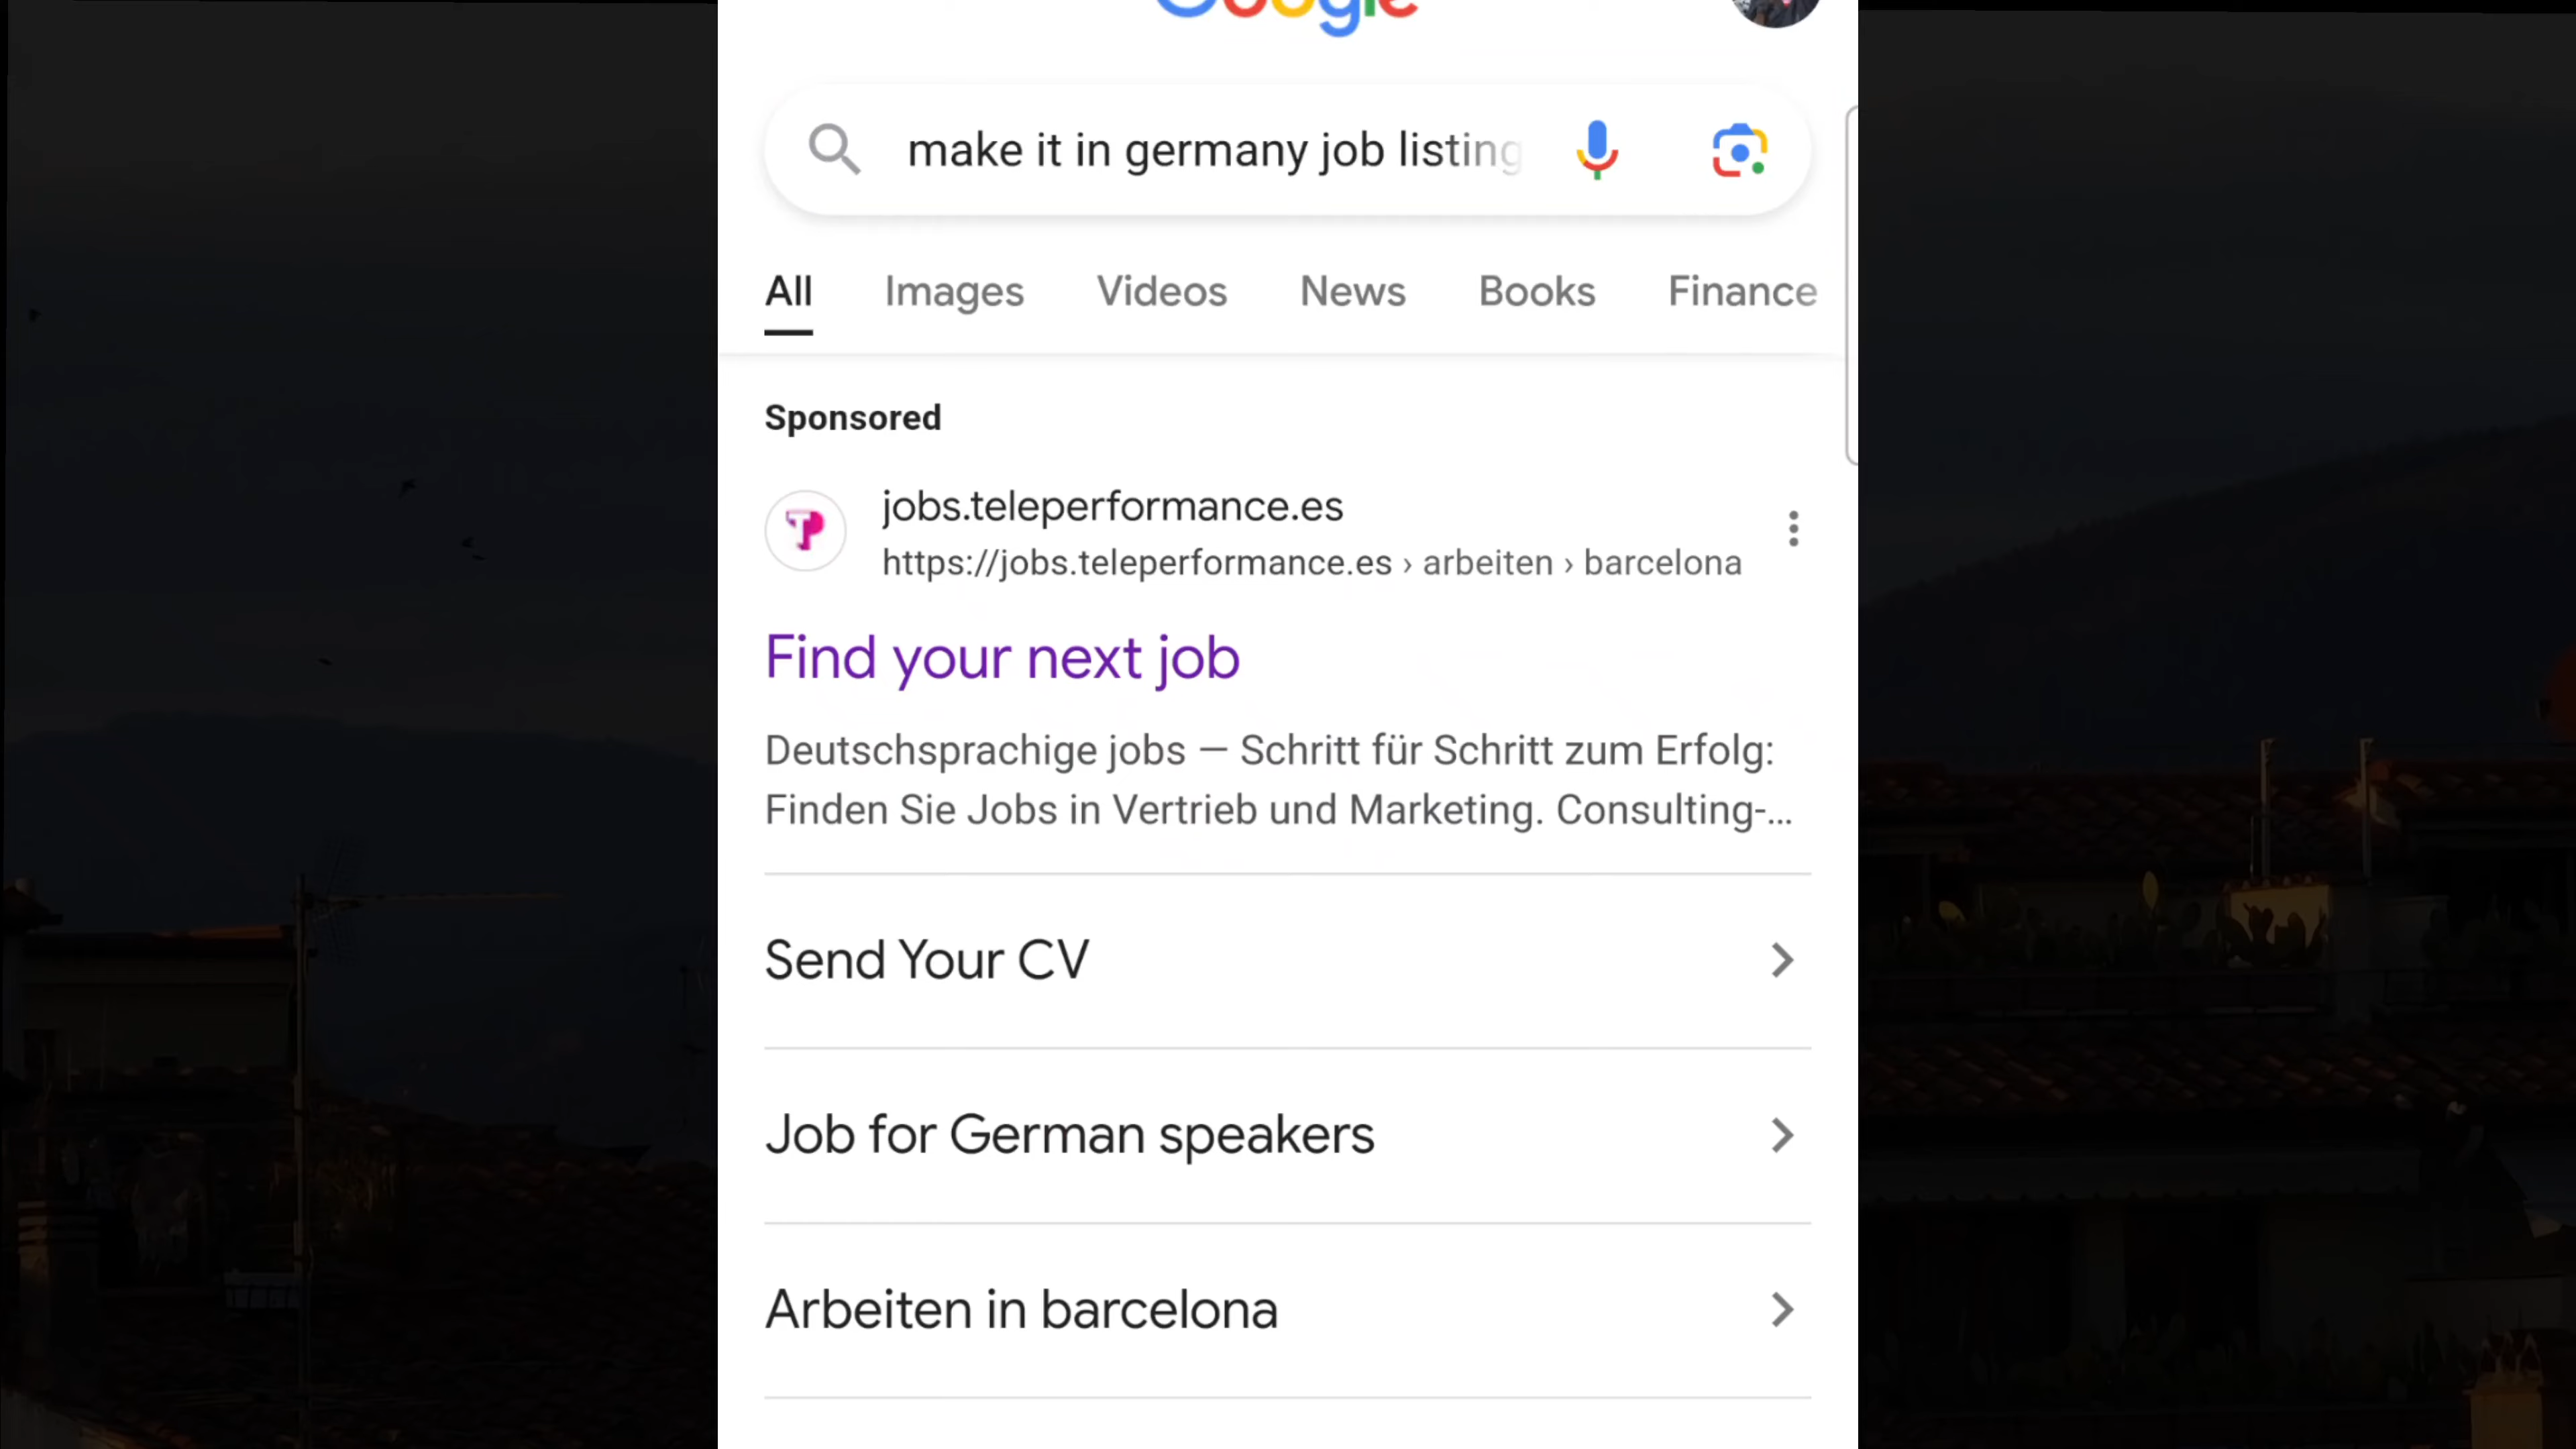 Google
make it in germany job listing
All Images Videos News Books Finance
Sponsored
jobs.teleperformance.es
https://jobs.teleperformance.es › arbeiten › barcelona
Find your next job
Deutschsprachige jobs — Schritt für Schritt zum Erfolg:
Finden Sie Jobs in Vertrieb und Marketing. Consulting-...
Send Your CV
Job for German speakers
Arbeiten in barcelona